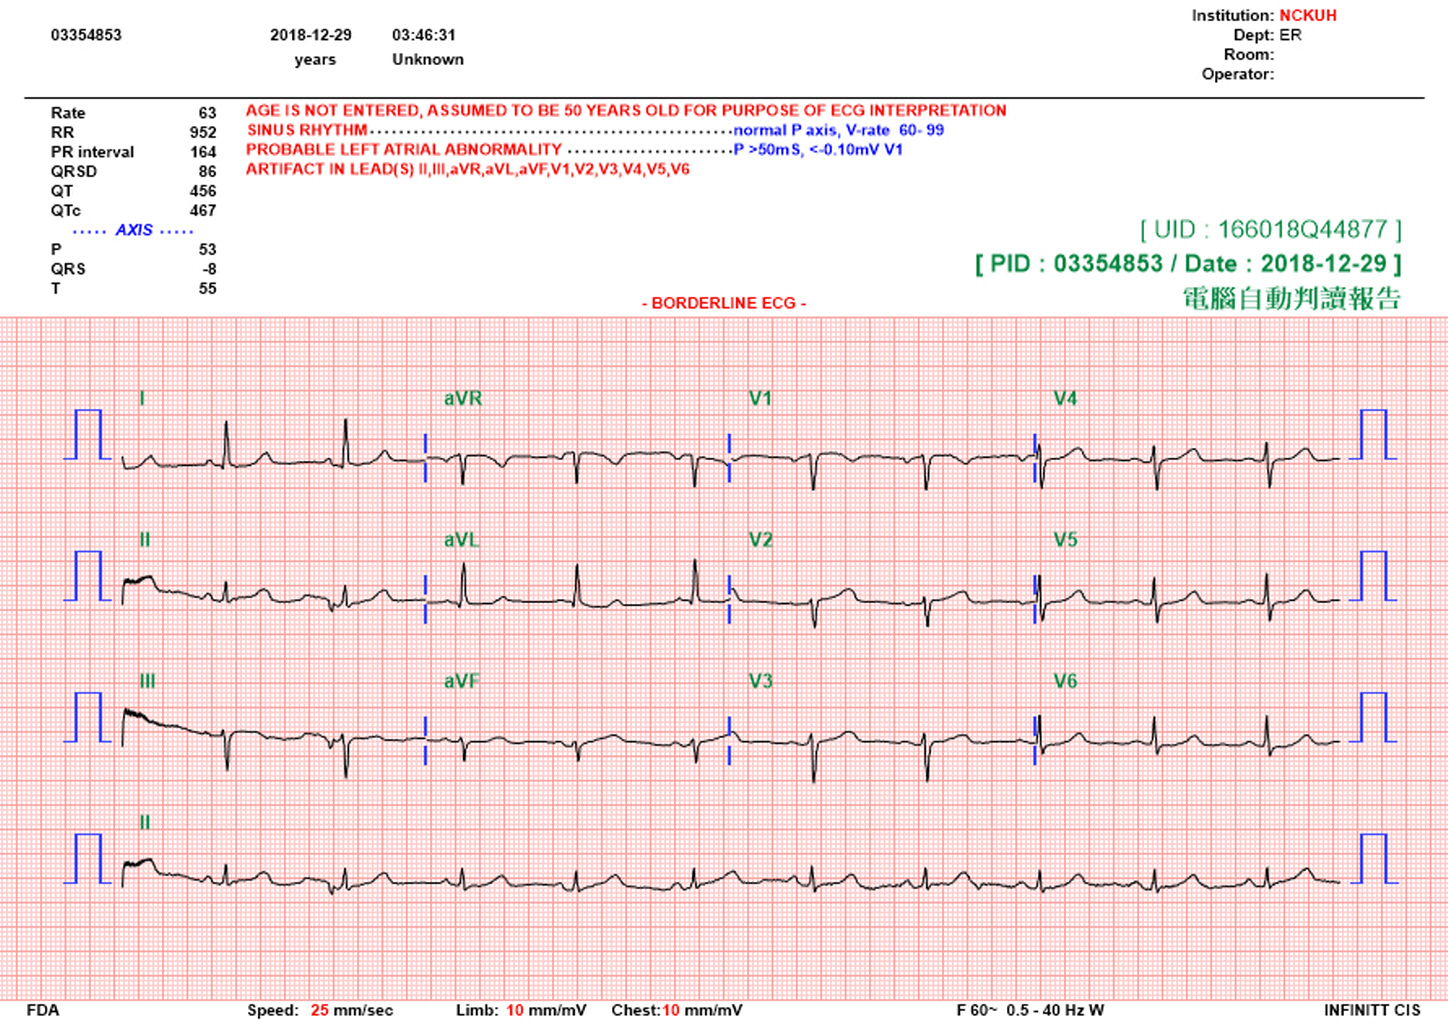 Institution: NCKUH
03354853 2018-12-29 03:46:31 Dept: ER
years Unknown Room:
Operator:
Rate 63 AGE IS NOT ENTERED, ASSUMED TO BE 50 YEARS OLD FOR PURPOSE OF ECG INTERPRETATION
RR 952 SINUS RHYTHM..........................................normal P axis, V-rate 60- 99
PR interval 164 PROBABLE LEFT ATRIAL ABNORMALITY .......................P >50mS, <-0.10mV V1
QRSD 86 ARTIFACT IN LEAD(S) II,III,aVR,aVL,aVF,V1,V2,V3,V4,V5,V6
QT 456
QTc 467
..... AXIS .....
P 53
QRS -8
T 55
[ UID : 166018Q44877 ]
[ PID : 03354853 / Date : 2018-12-29 ]
電腦自動判讀報告
- BORDERLINE ECG -
I aVR V1 V4
II aVL V2 V5
III aVF V3 V6
II
FDA Speed: 25 mm/sec Limb: 10 mm/mV Chest:10 mm/mV F 60~ 0.5 - 40 Hz W INFINITT CIS